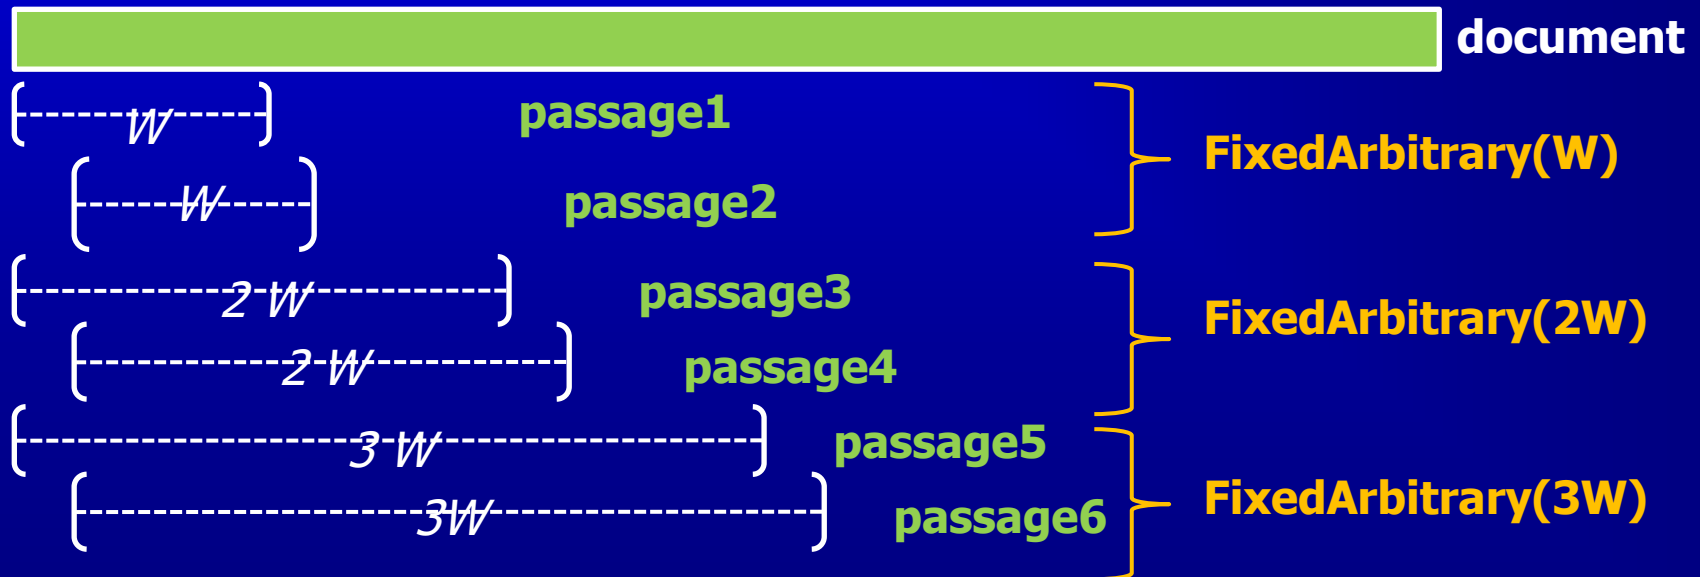 document
W
passage1
FixedArbitrary(W)
W
passage2
2 W
passage3
FixedArbitrary(2W)
2 W
passage4
3 W
passage5
FixedArbitrary(3W)
3W
passage6